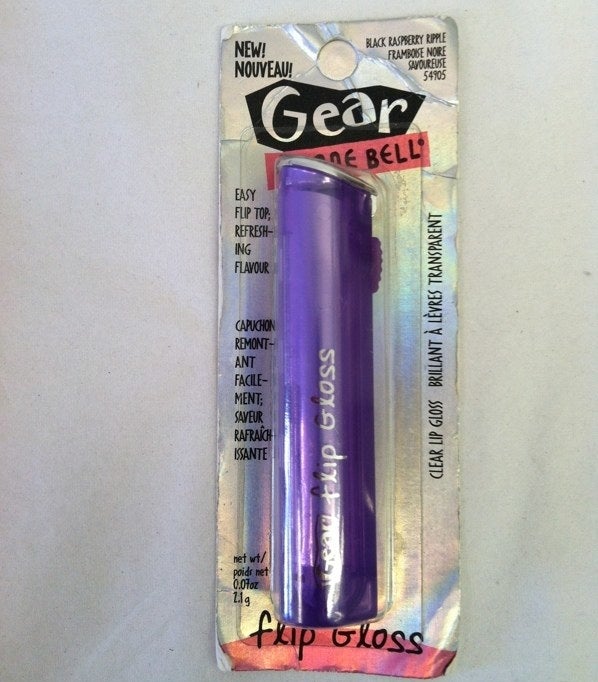 NEW!
NOUVEAU!
BLACK RASPBERRY RIPPLE
FRAMBOISE NOIRE
SAVOUREUSE
54905
Gear
BELL
EASY
FLIP TOP;
REFRESH-
ING
FLAVOUR
CAPUCHON
REMONT-
ANT
FACILE-
MENT;
SAVEUR
RAFRAÎCH-
ISSANTE
CLEAR LIP GLOSS BRILLANT À LÈVRES TRANSPARENT
Gear flip Gloss
net wt/
poids net
0.07oz
2.1g
flip Gloss